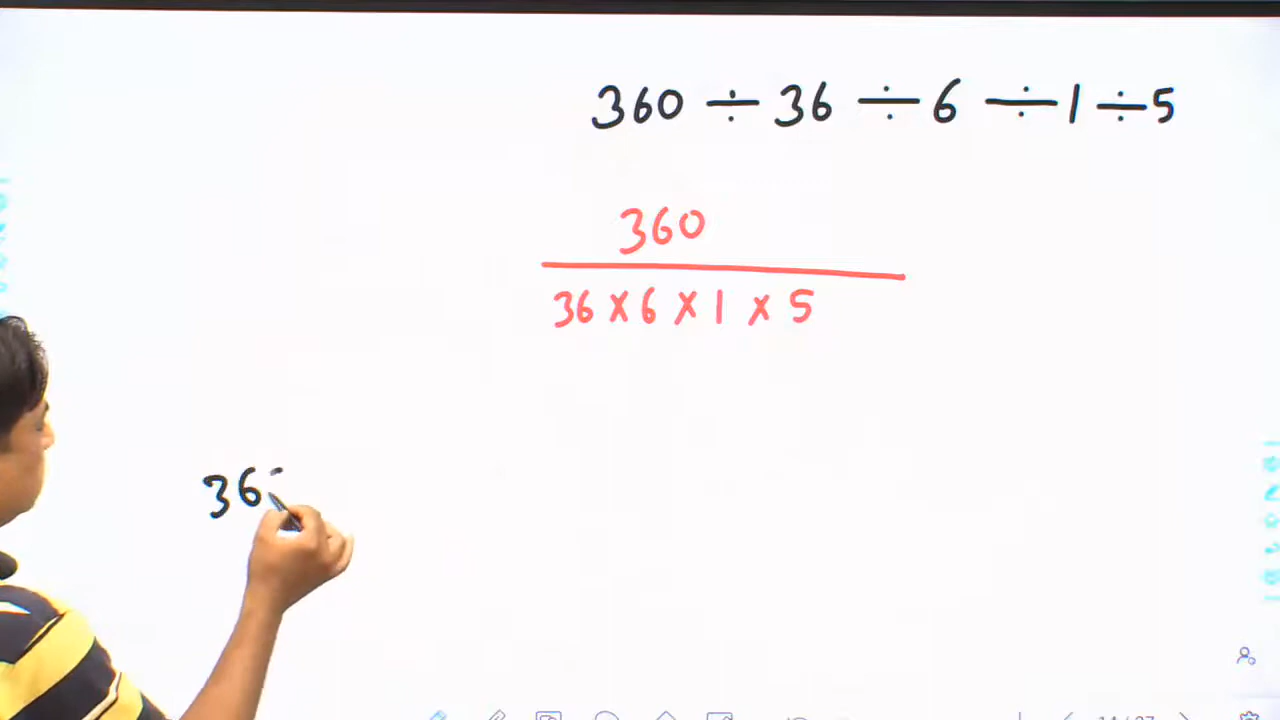 360 ÷ 36 ÷ 6 ÷ 1 ÷ 5
360
36 × 6 × 1 × 5
36